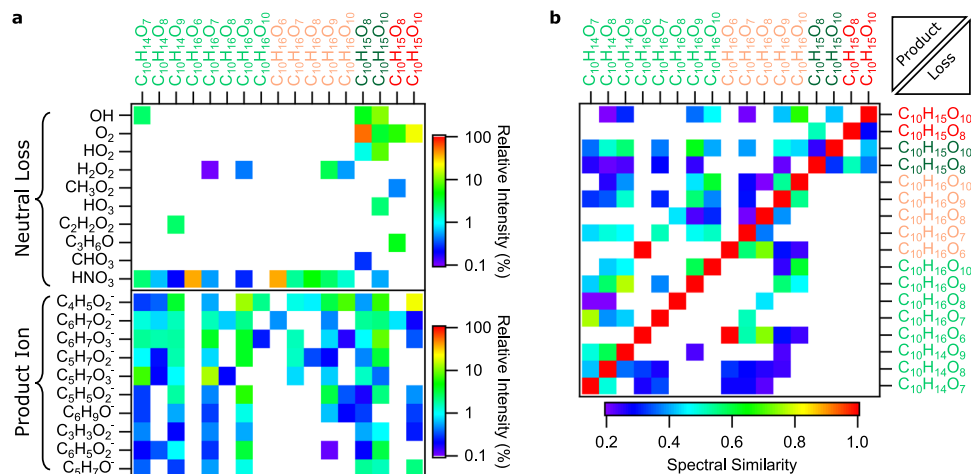 a
C₁₀H₁₄O₇
C₁₀H₁₄O₈
C₁₀H₁₄O₉
C₁₀H₁₆O₆
C₁₀H₁₆O₇
C₁₀H₁₆O₈
C₁₀H₁₆O₉
C₁₀H₁₆O₁₀
C₁₀H₁₆O₆
C₁₀H₁₆O₇
C₁₀H₁₆O₈
C₁₀H₁₆O₉
C₁₀H₁₆O₁₀
C₁₀H₁₅O₈
C₁₀H₁₅O₁₀
C₁₀H₁₅O₈
C₁₀H₁₅O₁₀
Neutral Loss
OH
O₂
HO₂
H₂O₂
CH₃O₂
HO₃
C₂H₂O₂
C₃H₆O
CHO₃
HNO₃
100
10
1
0.1
Relative Intensity (%)
Product Ion
C₄H₅O₂⁻
C₆H₇O₂⁻
C₆H₇O₃⁻
C₅H₇O₂⁻
C₅H₇O₃⁻
C₅H₅O₂⁻
C₆H₉O⁻
C₃H₃O₂⁻
C₆H₅O₂⁻
C₅H₇O⁻
100
10
1
0.1
Relative Intensity (%)
b
C₁₀H₁₄O₇
C₁₀H₁₄O₈
C₁₀H₁₄O₉
C₁₀H₁₆O₆
C₁₀H₁₆O₇
C₁₀H₁₆O₈
C₁₀H₁₆O₉
C₁₀H₁₆O₁₀
C₁₀H₁₆O₆
C₁₀H₁₆O₇
C₁₀H₁₆O₈
C₁₀H₁₆O₉
C₁₀H₁₆O₁₀
C₁₀H₁₅O₈
C₁₀H₁₅O₁₀
C₁₀H₁₅O₈
C₁₀H₁₅O₁₀
Product
Loss
C₁₀H₁₅O₁₀
C₁₀H₁₅O₈
C₁₀H₁₅O₁₀
C₁₀H₁₅O₈
C₁₀H₁₆O₁₀
C₁₀H₁₆O₉
C₁₀H₁₆O₈
C₁₀H₁₆O₇
C₁₀H₁₆O₆
C₁₀H₁₆O₁₀
C₁₀H₁₆O₉
C₁₀H₁₆O₈
C₁₀H₁₆O₇
C₁₀H₁₆O₆
C₁₀H₁₄O₉
C₁₀H₁₄O₈
C₁₀H₁₄O₇
0.2 0.4 0.6 0.8 1.0
Spectral Similarity